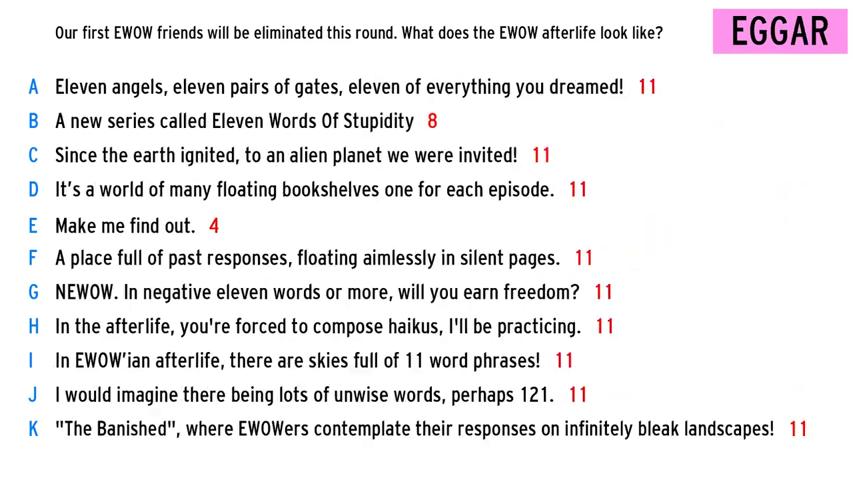 Our first EWOW friends will be eliminated this round. What does the EWOW afterlife look like?
EGGAR
A Eleven angels, eleven pairs of gates, eleven of everything you dreamed! 11
B A new series called Eleven Words Of Stupidity 8
C Since the earth ignited, to an alien planet we were invited! 11
D It's a world of many floating bookshelves one for each episode. 11
E Make me find out. 4
F A place full of past responses, floating aimlessly in silent pages. 11
G NEWOW. In negative eleven words or more, will you earn freedom? 11
H In the afterlife, you're forced to compose haikus, I'll be practicing. 11
I In EWOW'ian afterlife, there are skies full of 11 word phrases! 11
J I would imagine there being lots of unwise words, perhaps 121. 11
K "The Banished", where EWOWers contemplate their responses on infinitely bleak landscapes! 11